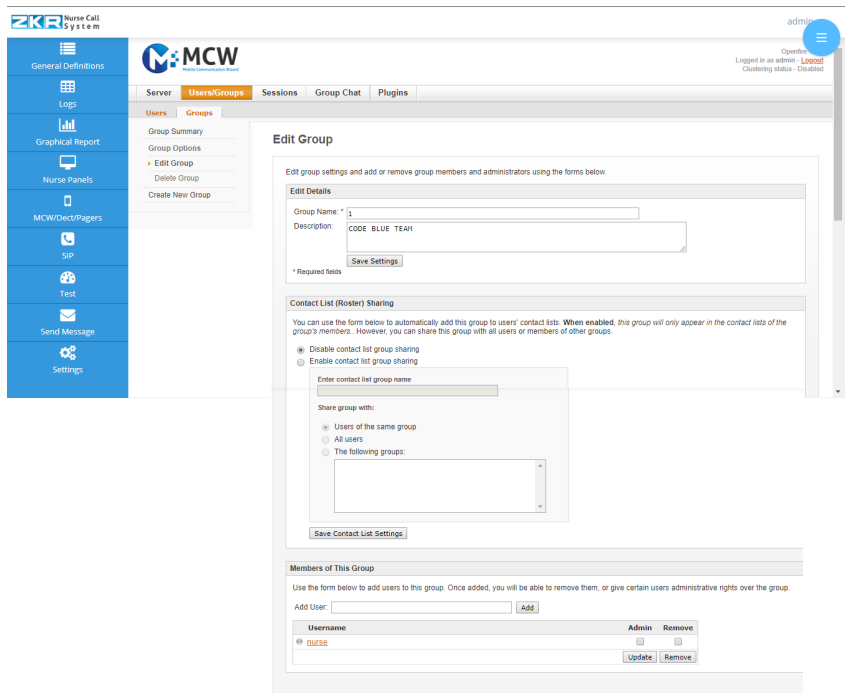 ZKR Nurse Call System
admin
General Definitions
Logs
Graphical Report
Nurse Panels
MCW/Dect/Pagers
SIP
Test
Send Message
Settings
MCW
Mobile Communication Wizard
Openfire
Logged in as admin - Logout
Clustering status - Disabled
Server Users/Groups Sessions Group Chat Plugins
Users Groups
Group Summary
Group Options
Edit Group
Delete Group
Create New Group
Edit Group
Edit group settings and add or remove group members and administrators using the forms below.
Edit Details
Group Name: * 1
Description: CODE BLUE TEAM
Save Settings
* Required fields
Contact List (Roster) Sharing
You can use the form below to automatically add this group to users' contact lists. When enabled, this group will only appear in the contact lists of the
group's members.. However, you can share this group with all users or members of other groups.
Disable contact list group sharing
Enable contact list group sharing
Enter contact list group name
Share group with:
Users of the same group
All users
The following groups:
Save Contact List Settings
Members of This Group
Use the form below to add users to this group. Once added, you will be able to remove them, or give certain users administrative rights over the group.
Add User: Add
Username Admin Remove
nurse
Update Remove